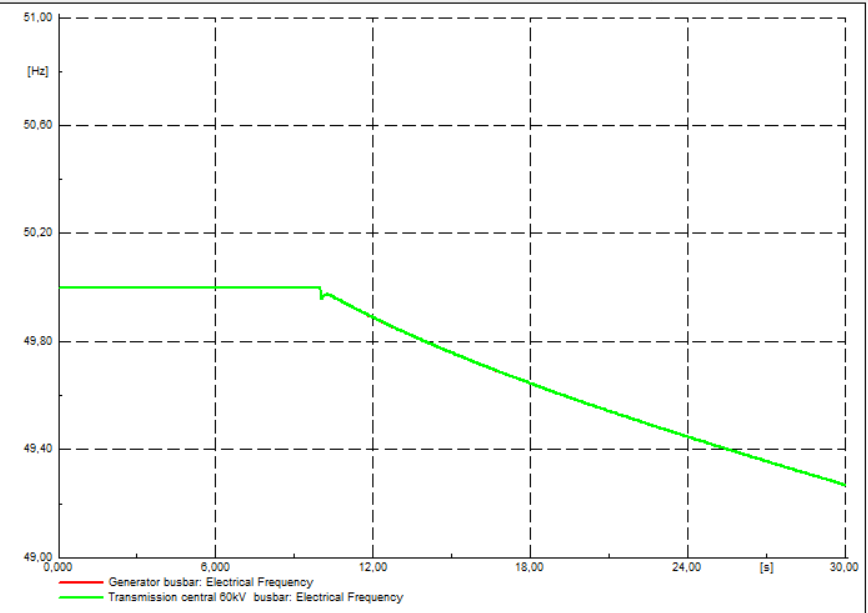 51,00
[Hz]
50,60
50,20
49,80
49,40
49,00
0,000 6,000 12,00 18,00 24,00 [s] 30,00
Generator busbar: Electrical Frequency
Transmission central 60kV busbar: Electrical Frequency